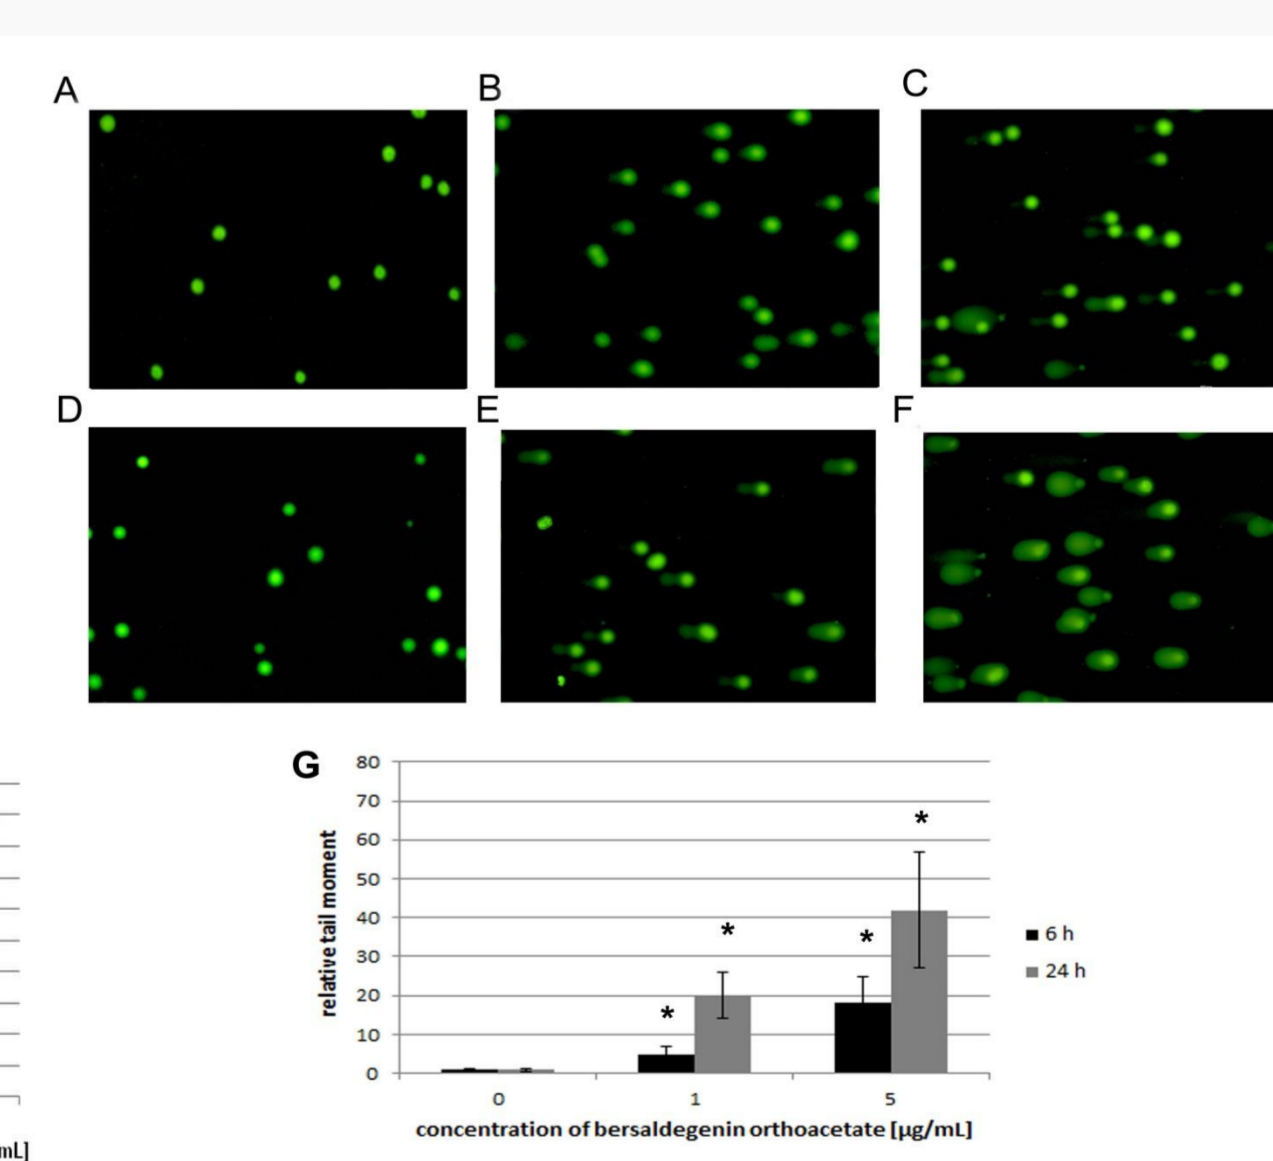 A
B
C
D
E
F
G
80
70
60
50
40
30
20
10
0
relative tail moment
*
*
*
*
6 h
24 h
0 1 5
concentration of bersaldegenin orthoacetate [µg/mL]
mL]